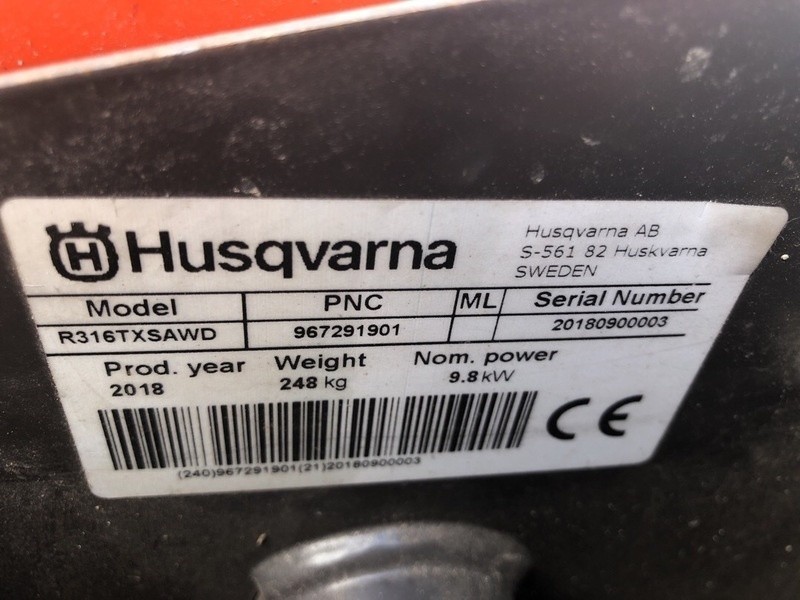 H Husqvarna
Husqvarna AB
S-561 82 Huskvarna
SWEDEN
Model PNC ML Serial Number
R316TXSAWD 967291901 20180900003
Prod. year Weight Nom. power
2018 248 kg 9.8 kW
CE
(240)967291901(21)20180900003